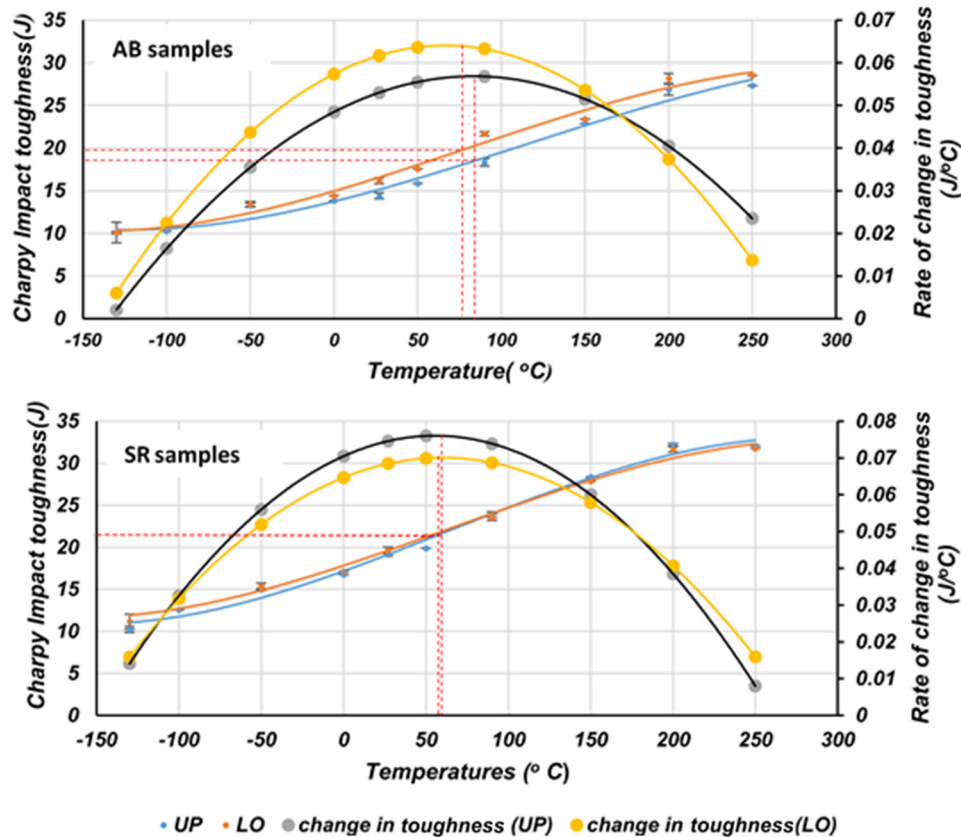 AB samples
Charpy Impact toughness(J)
35
30
25
20
15
10
5
0
0.07
0.06
0.05
0.04
0.03
0.02
0.01
0
Rate of change in toughness
(J/°C)
-150 -100 -50 0 50 100 150 200 250 300
Temperature( °C)
SR samples
Charpy Impact toughness(J)
35
30
25
20
15
10
5
0
0.08
0.07
0.06
0.05
0.04
0.03
0.02
0.01
0
Rate of change in toughness
(J/°C)
-150 -100 -50 0 50 100 150 200 250 300
Temperatures (° C)
UP LO change in toughness (UP) change in toughness(LO)